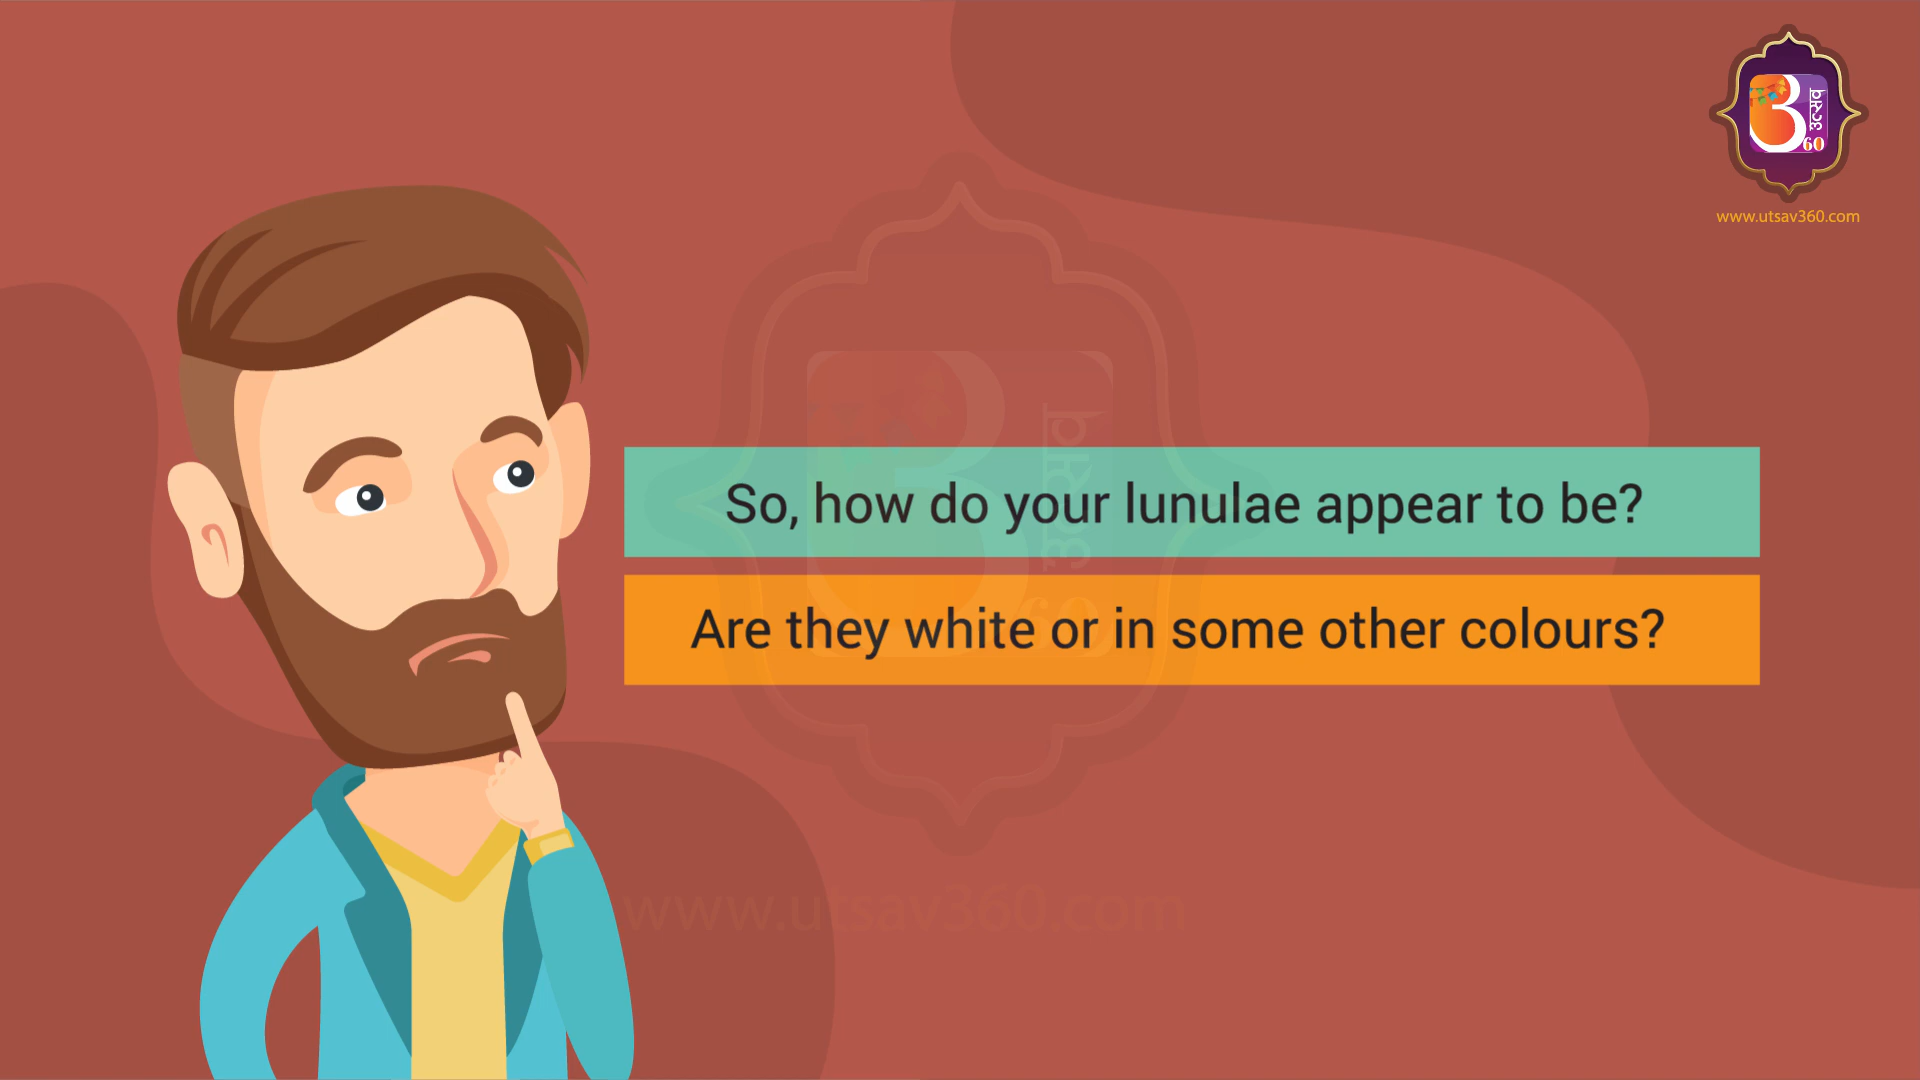 उत्सव
60
www.utsav360.com
So, how do your lunulae appear to be?
Are they white or in some other colours?
www.utsav360.com